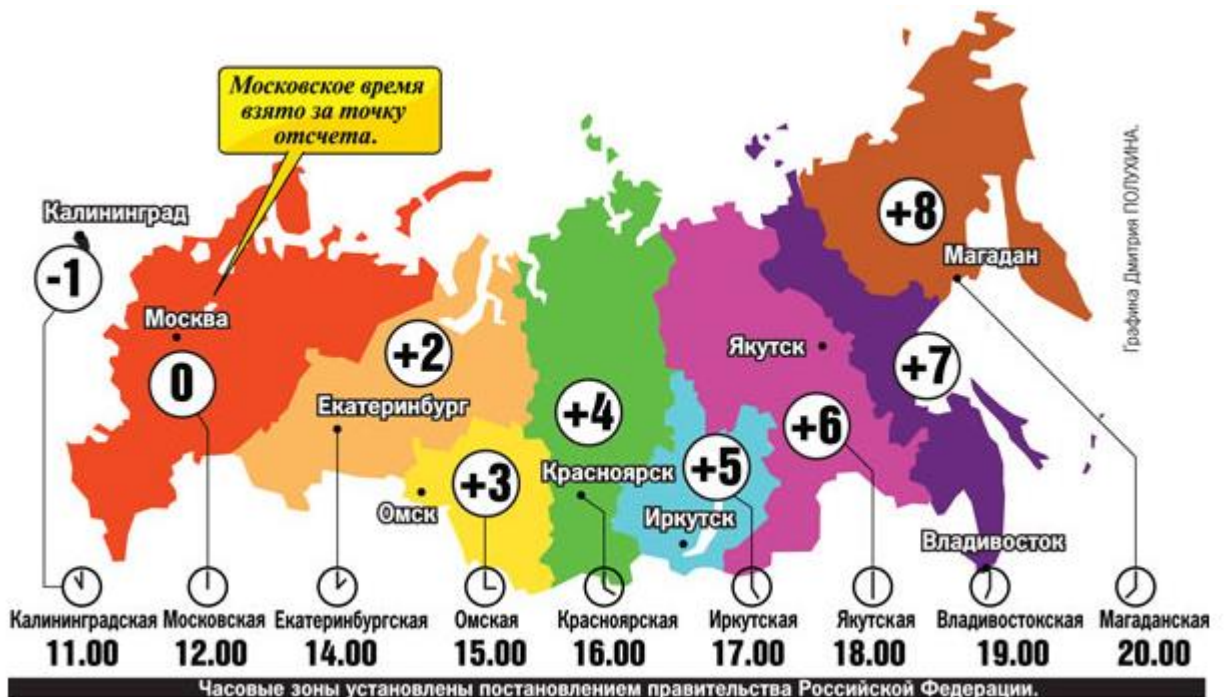 Московское время
взято за точку
отсчета.
Калининград
-1
Москва
0
+2
Екатеринбург
Омск
+3
+4
Красноярск
+5
Иркутск
Якутск
+6
+7
+8
Магадан
Владивосток
Графика Дмитрия ПОЛУХИНА.
Калининградская Московская Екатеринбургская Омская Красноярская Иркутская Якутская Владивостокская Магаданская
11.00 12.00 14.00 15.00 16.00 17.00 18.00 19.00 20.00
Часовые зоны установлены постановлением правительства Российской Федерации.